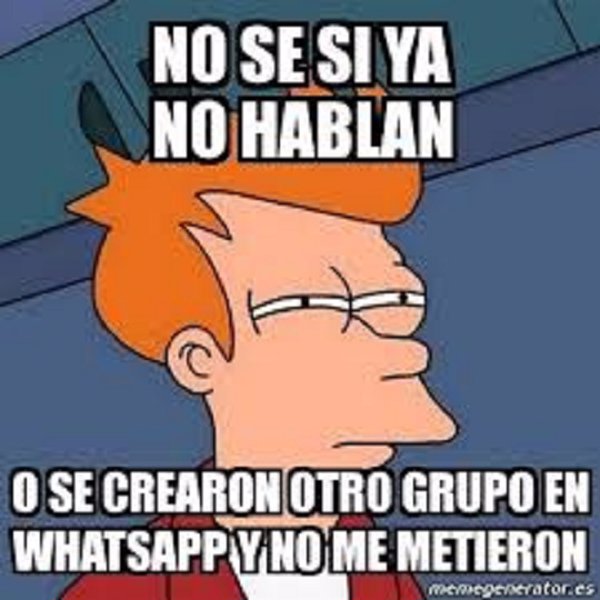 NO SE SI YA
NO HABLAN
O SE CREARON OTRO GRUPO EN
WHATSAPP Y NO ME METIERON
memegenerator.es